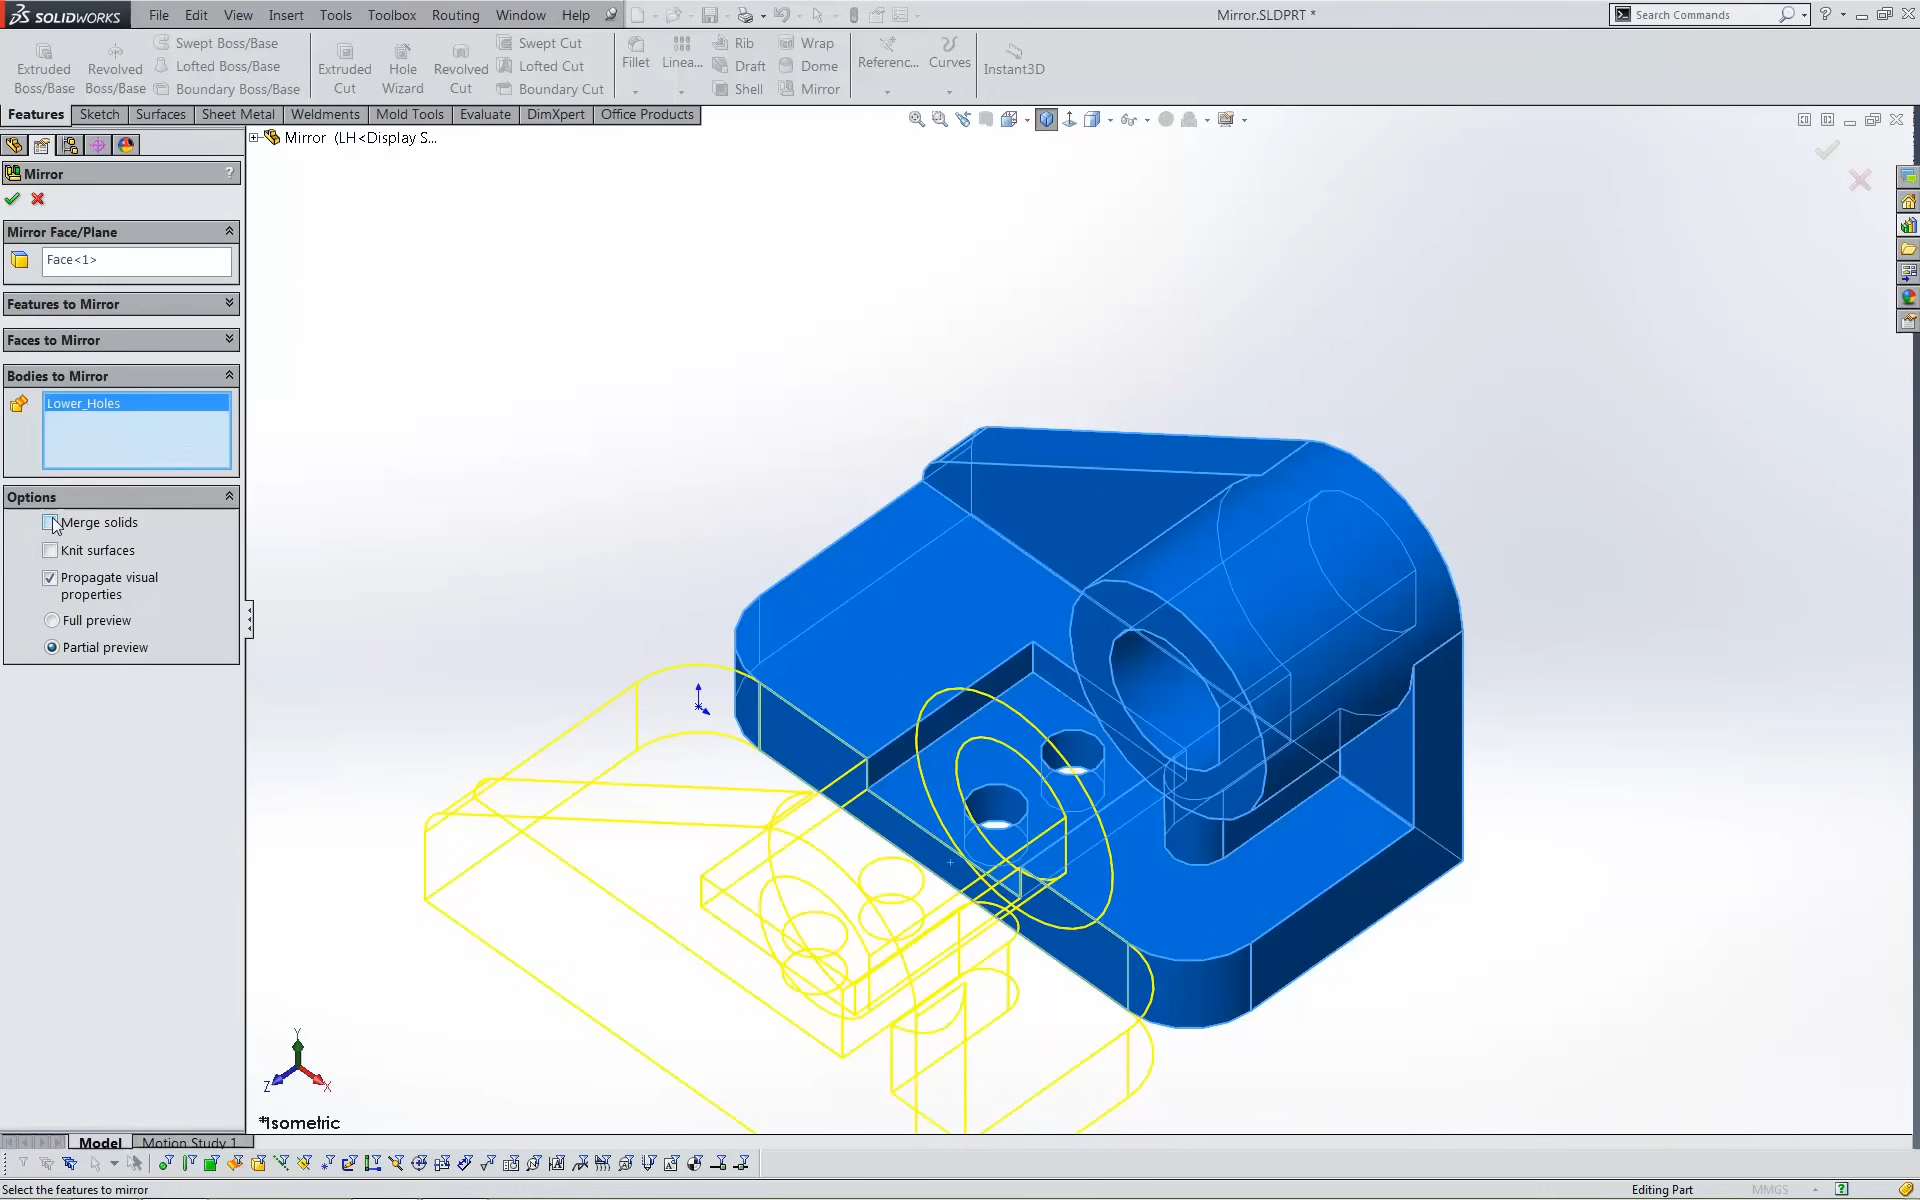 SOLIDWORKS File Edit View Insert Tools Toolbox Routing Window Help Mirror.SLDPRT * Search Commands
Extruded Boss/Base
Revolved Boss/Base
Swept Boss/Base
Lofted Boss/Base
Boundary Boss/Base
Extruded Cut
Hole Wizard
Revolved Cut
Swept Cut
Lofted Cut
Boundary Cut
Fillet
Linea...
Rib
Draft
Shell
Wrap
Dome
Mirror
Referenc...
Curves
Instant3D
Features Sketch Surfaces Sheet Metal Weldments Mold Tools Evaluate DimXpert Office Products
Mirror (LH<Display S...
Mirror ?
Mirror Face/Plane
Face<1>
Features to Mirror
Faces to Mirror
Bodies to Mirror
Lower_Holes
Options
Merge solids
Knit surfaces
Propagate visual
properties
Full preview
Partial preview
Y
Z X
*Isometric
Model Motion Study 1
Select the features to mirror Editing Part MMGS